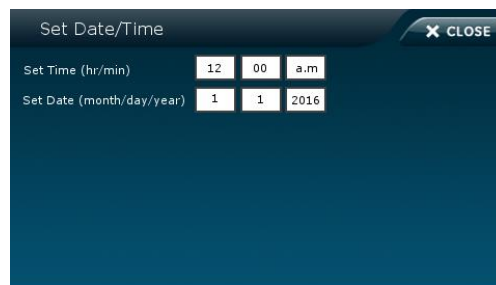 Set Date/Time
X CLOSE
Set Time (hr/min) 12 00 a.m
Set Date (month/day/year) 1 1 2016